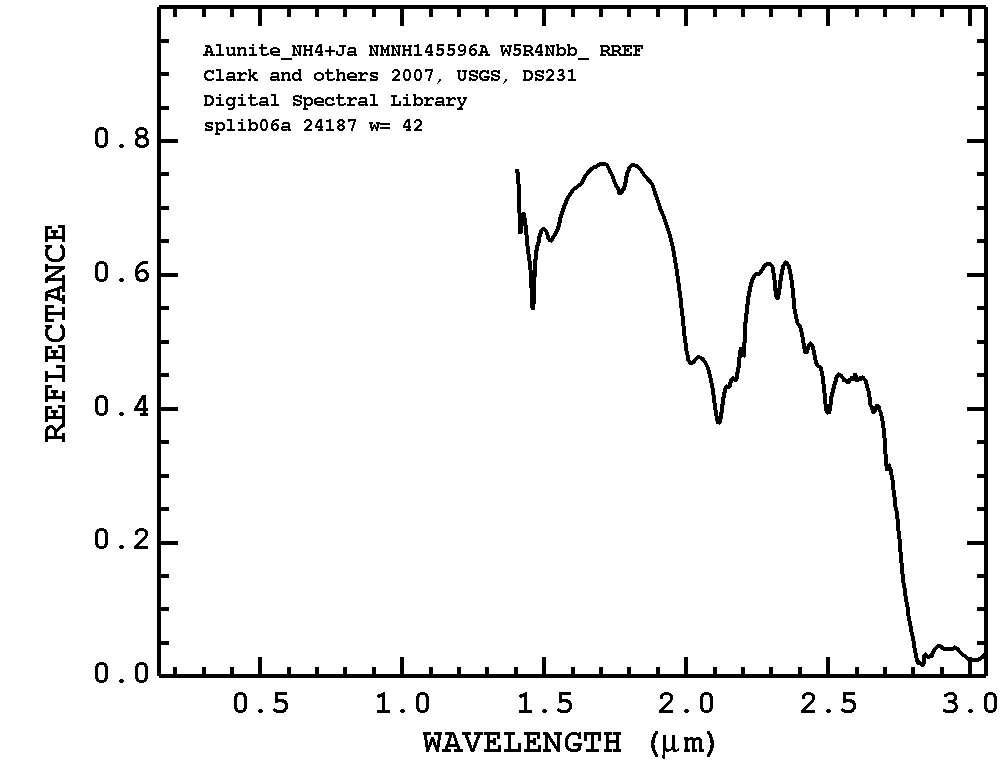 Alunite_NH4+Ja NMNH145596A W5R4Nbb_ RREF
Clark and others 2007, USGS, DS231
Digital Spectral Library
splib06a 24187 w= 42
REFLECTANCE
0.8
0.6
0.4
0.2
0.0
0.5 1.0 1.5 2.0 2.5 3.0
WAVELENGTH (μm)